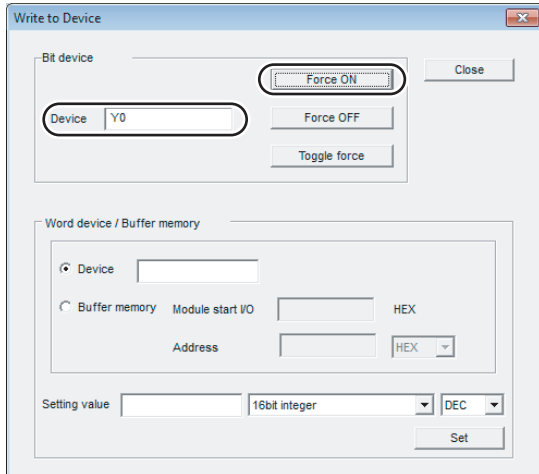 Write to Device
Bit device
Force ON
Close
Device Y0
Force OFF
Toggle force
Word device / Buffer memory
Device
Buffer memory Module start I/O HEX
Address HEX
Setting value 16bit integer DEC
Set